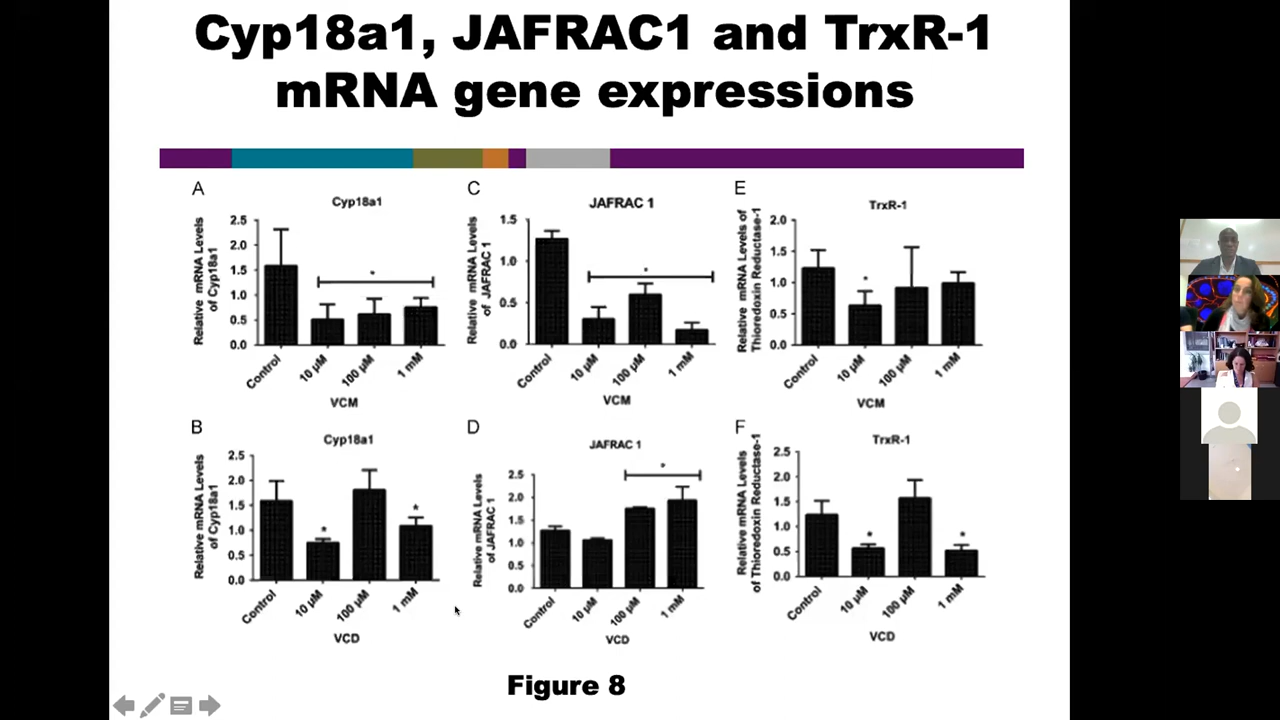 Cyp18a1, JAFRAC1 and TrxR-1
mRNA gene expressions
A
Cyp18a1
Relative mRNA Levels
of Cyp18a1
2.5
2.0
1.5
1.0
0.5
0.0
*
Control
10 µM
100 µM
1 mM
VCM
C
JAFRAC 1
Relative mRNA Levels
of JAFRAC 1
1.5
1.0
0.5
0.0
*
Control
10 µM
100 µM
1 mM
VCM
E
TrxR-1
Relative mRNA Levels of
Thioredoxin Reductase-1
2.0
1.5
1.0
0.5
0.0
*
Control
10 µM
100 µM
1 mM
VCM
B
Cyp18a1
Relative mRNA Levels
of Cyp18a1
2.5
2.0
1.5
1.0
0.5
0.0
*
*
Control
10 µM
100 µM
1 mM
VCD
D
JAFRAC 1
Relative mRNA Levels
of JAFRAC 1
2.5
2.0
1.5
1.0
0.5
0.0
*
Control
10 µM
100 µM
1 mM
VCD
F
TrxR-1
Relative mRNA Levels
of Thioredoxin Reductase-1
2.5
2.0
1.5
1.0
0.5
0.0
*
*
Control
10 µM
100 µM
1 mM
VCD
Figure 8